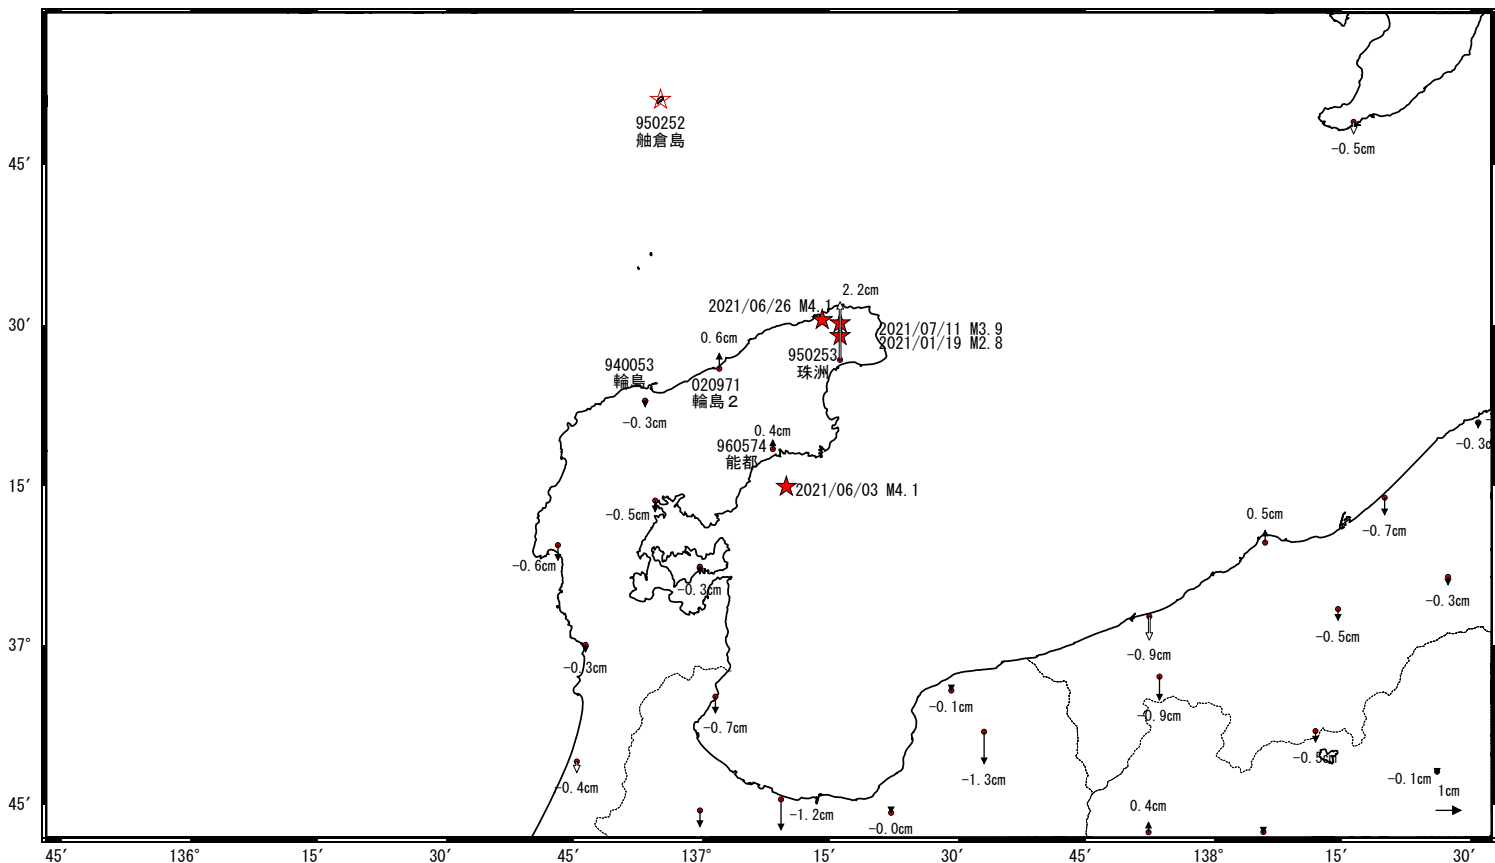 950252
舳倉島
-0.5cm
45′
2.2cm
2021/06/26 M4.1
30′
2021/07/11 M3.9
2021/01/19 M2.8
0.6cm
950253
珠洲
940053
輪島
020971
輪島２
-0.3cm
0.4cm
960574
能都
-0.3c
15′
2021/06/03 M4.1
-0.5cm
0.5cm
-0.7cm
-0.6cm
-0.3cm
-0.3cm
-0.5cm
37°
-0.3cm
-0.9cm
-0.1cm
-0.9cm
-0.7cm
-0.5cm
-1.3cm
-0.1cm
-0.4cm
1cm
45′
-1.2cm
0.4cm
-0.0cm
45′
136°
15′
30′
45′
137°
15′
30′
45′
138°
15′
30′